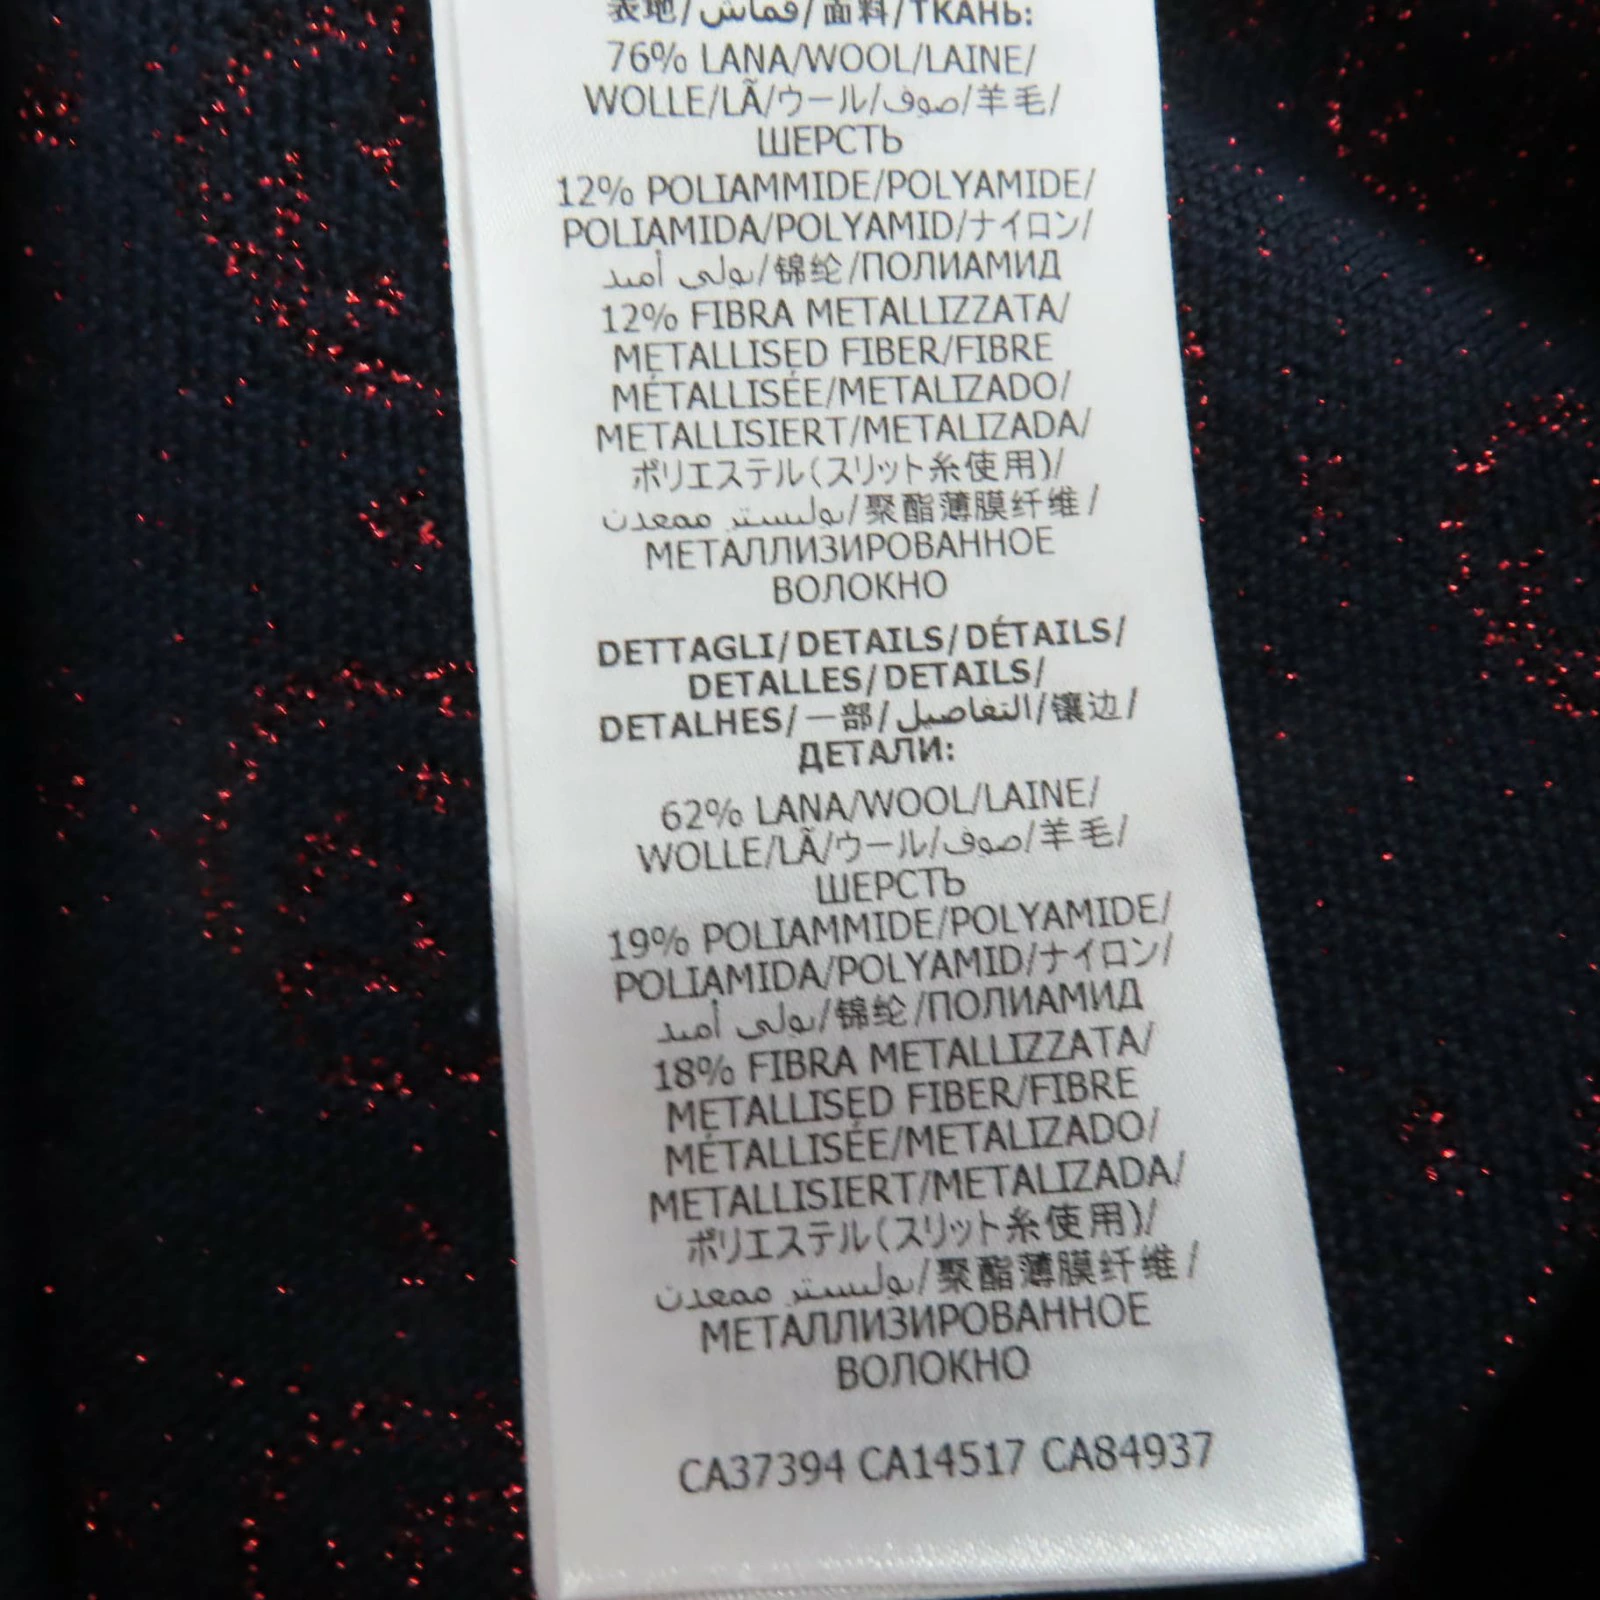 表地/قماش/面料/ТКАНЬ:
76% LANA/WOOL/LAINE/
WOLLE/LÃ/ウール/صوف/羊毛/
ШЕРСТЬ
12% POLIAMMIDE/POLYAMIDE/
POLIAMIDA/POLYAMID/ナイロン/
بولي أميد/锦纶/ПОЛИАМИД
12% FIBRA METALLIZZATA/
METALLISED FIBER/FIBRE
MÉTALLISÉE/METALIZADO/
METALLISIERT/METALIZADA/
ポリエステル(スリット糸使用)/
بوليستر ممعدن/聚酯薄膜纤维/
МЕТАЛЛИЗИРОВАННОЕ
ВОЛОКНО
DETTAGLI/DETAILS/DÉTAILS/
DETALLES/DETAILS/
DETALHES/一部/التفاصيل/镶边/
ДЕТАЛИ:
62% LANA/WOOL/LAINE/
WOLLE/LÃ/ウール/صوف/羊毛/
ШЕРСТЬ
19% POLIAMMIDE/POLYAMIDE/
POLIAMIDA/POLYAMID/ナイロン/
بولي أميد/锦纶/ПОЛИАМИД
18% FIBRA METALLIZZATA/
METALLISED FIBER/FIBRE
MÉTALLISÉE/METALIZADO/
METALLISIERT/METALIZADA/
ポリエステル(スリット糸使用)/
بوليستر ممعدن/聚酯薄膜纤维/
МЕТАЛЛИЗИРОВАННОЕ
ВОЛОКНО
CA37394 CA14517 CA84937